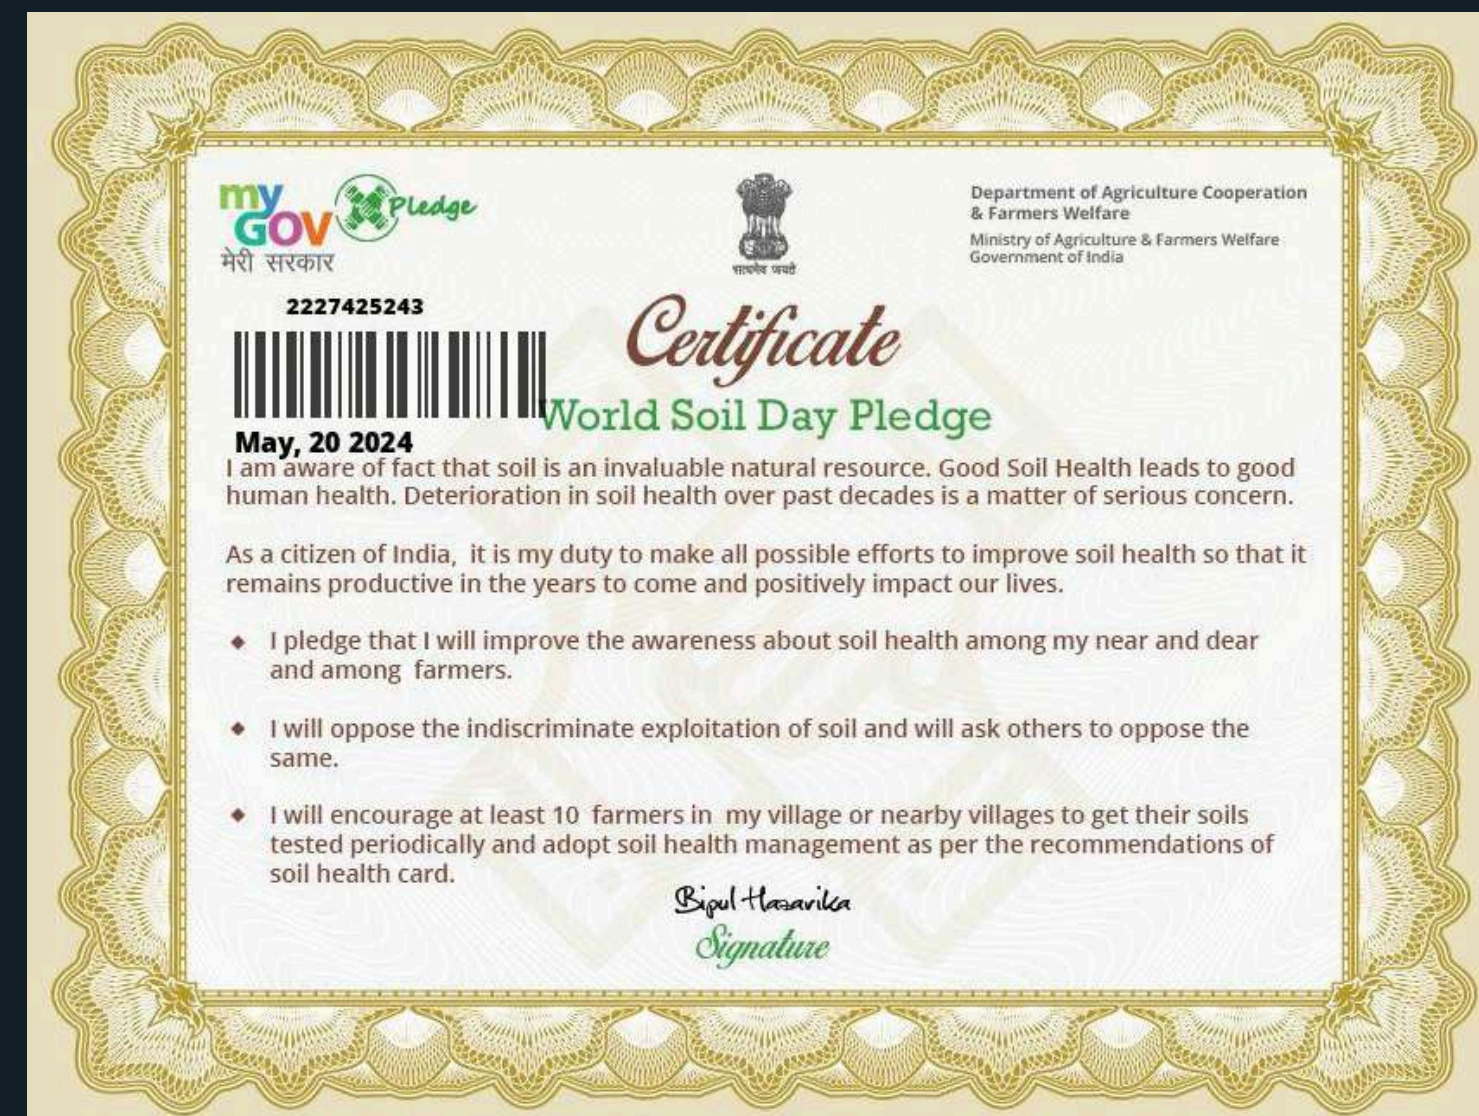 my
GOV
मेरी सरकार
Pledge
सत्यमेव जयते
Department of Agriculture Cooperation
& Farmers Welfare
Ministry of Agriculture & Farmers Welfare
Government of India
2227425243
Certificate
World Soil Day Pledge
May, 20 2024
I am aware of fact that soil is an invaluable natural resource. Good Soil Health leads to good
human health. Deterioration in soil health over past decades is a matter of serious concern.
As a citizen of India, it is my duty to make all possible efforts to improve soil health so that it
remains productive in the years to come and positively impact our lives.
◆ I pledge that I will improve the awareness about soil health among my near and dear
and among farmers.
◆ I will oppose the indiscriminate exploitation of soil and will ask others to oppose the
same.
◆ I will encourage at least 10 farmers in my village or nearby villages to get their soils
tested periodically and adopt soil health management as per the recommendations of
soil health card.
Bipul Hazarika
Signature